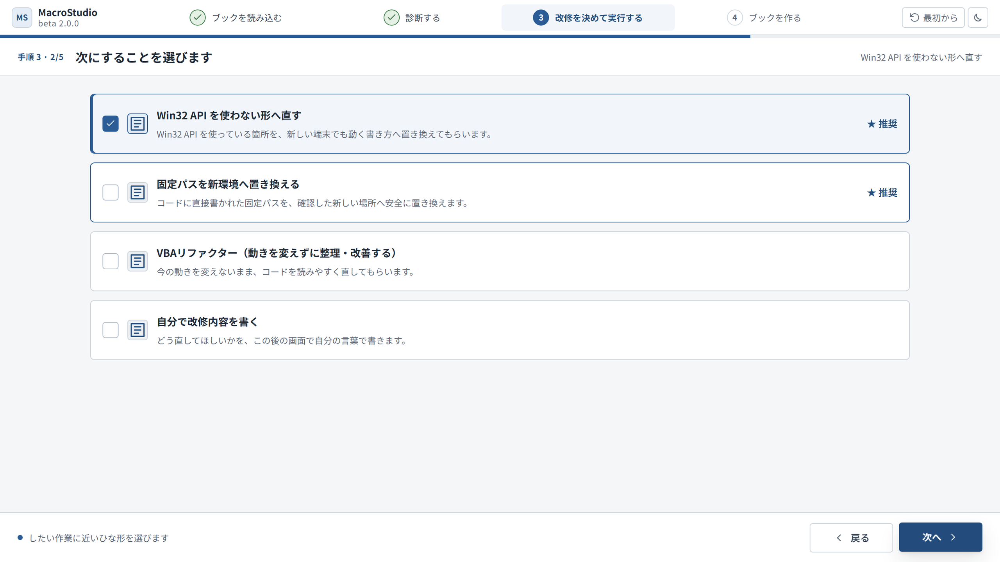 MS
MacroStudio
beta 2.0.0
ブックを読み込む
診断する
3 改修を決めて実行する
4 ブックを作る
最初から
手順 3 · 2/5
次にすることを選びます
Win32 API を使わない形へ直す
Win32 API を使わない形へ直す
Win32 API を使っている箇所を、新しい端末でも動く書き方へ置き換えてもらいます。
★ 推奨
固定パスを新環境へ置き換える
コードに直接書かれた固定パスを、確認した新しい場所へ安全に置き換えます。
★ 推奨
VBAリファクター（動きを変えずに整理・改善する）
今の動きを変えないまま、コードを読みやすく直してもらいます。
自分で改修内容を書く
どう直してほしいかを、この後の画面で自分の言葉で書きます。
したい作業に近いひな形を選びます
戻る
次へ